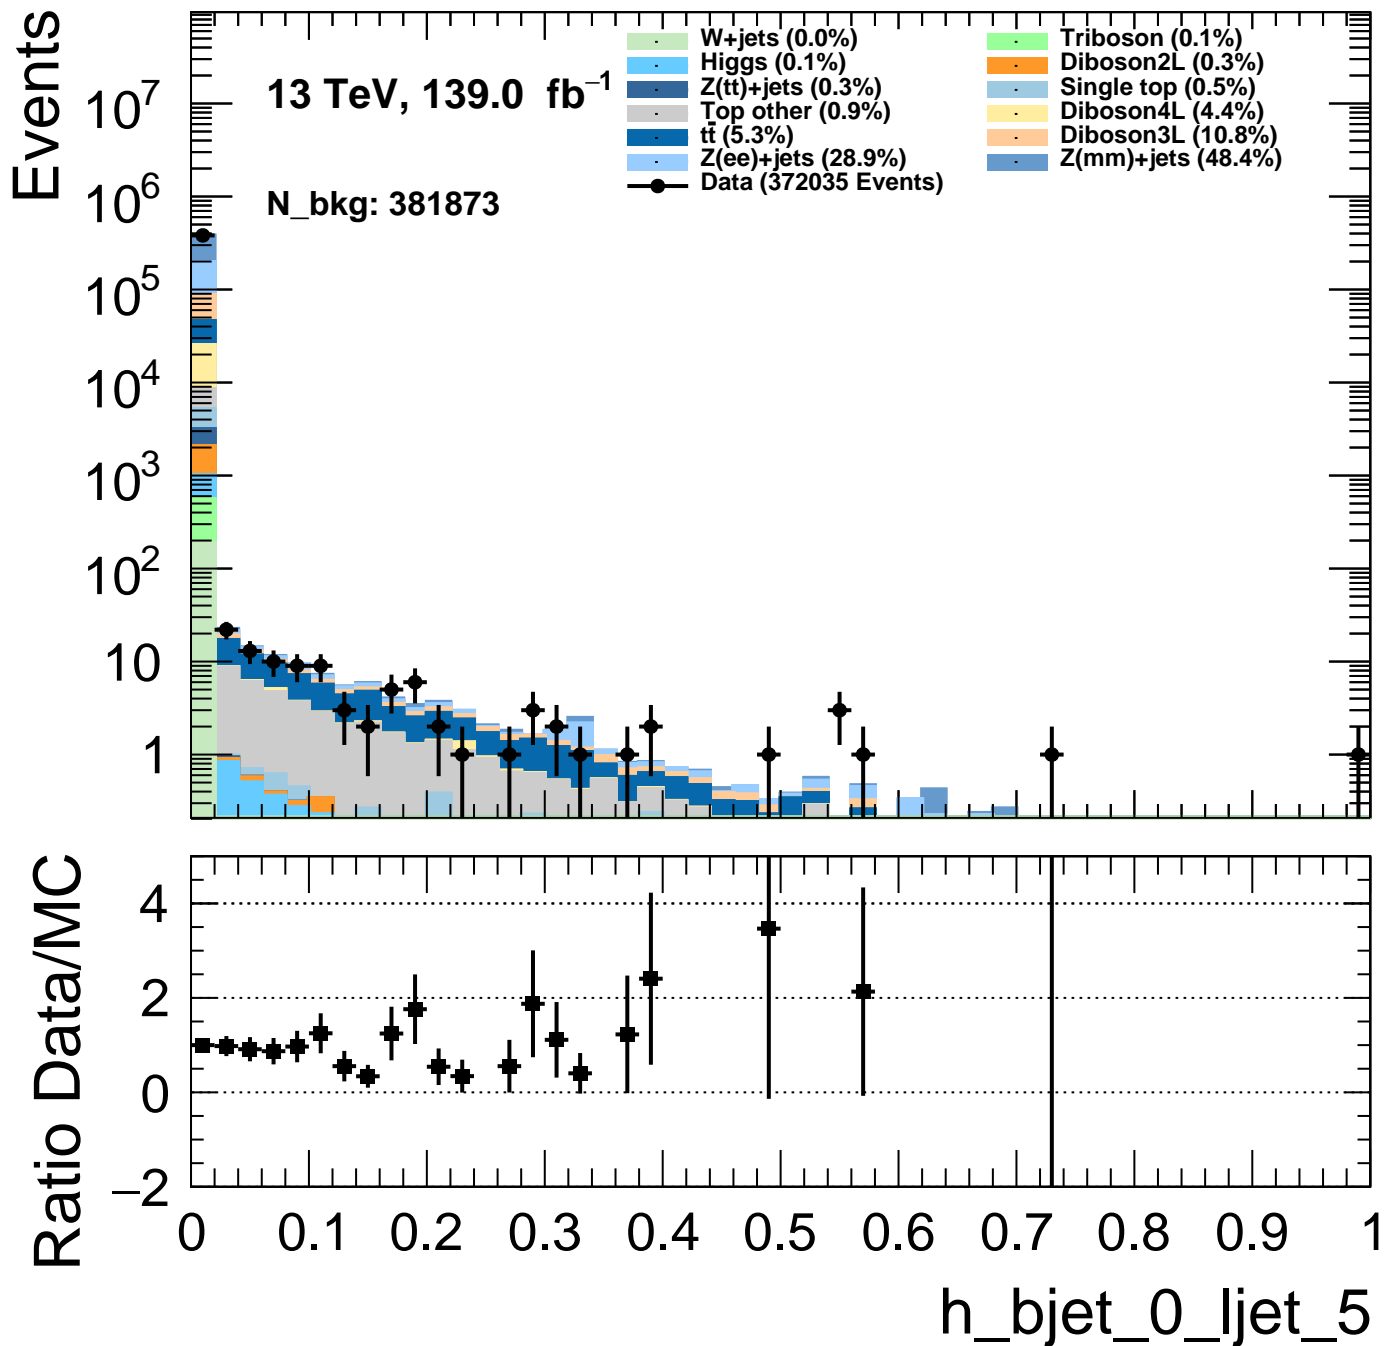 Events
10⁷
10⁶
10⁵
10⁴
10³
10²
10
1
13 TeV, 139.0 fb⁻¹
N_bkg: 381873
W+jets (0.0%)
Higgs (0.1%)
Z(tt)+jets (0.3%)
Top other (0.9%)
tt̄ (5.3%)
Z(ee)+jets (28.9%)
Data (372035 Events)
Triboson (0.1%)
Diboson2L (0.3%)
Single top (0.5%)
Diboson4L (4.4%)
Diboson3L (10.8%)
Z(mm)+jets (48.4%)
Ratio Data/MC
4
2
0
−2
0 0.1 0.2 0.3 0.4 0.5 0.6 0.7 0.8 0.9 1
h_bjet_0_ljet_5